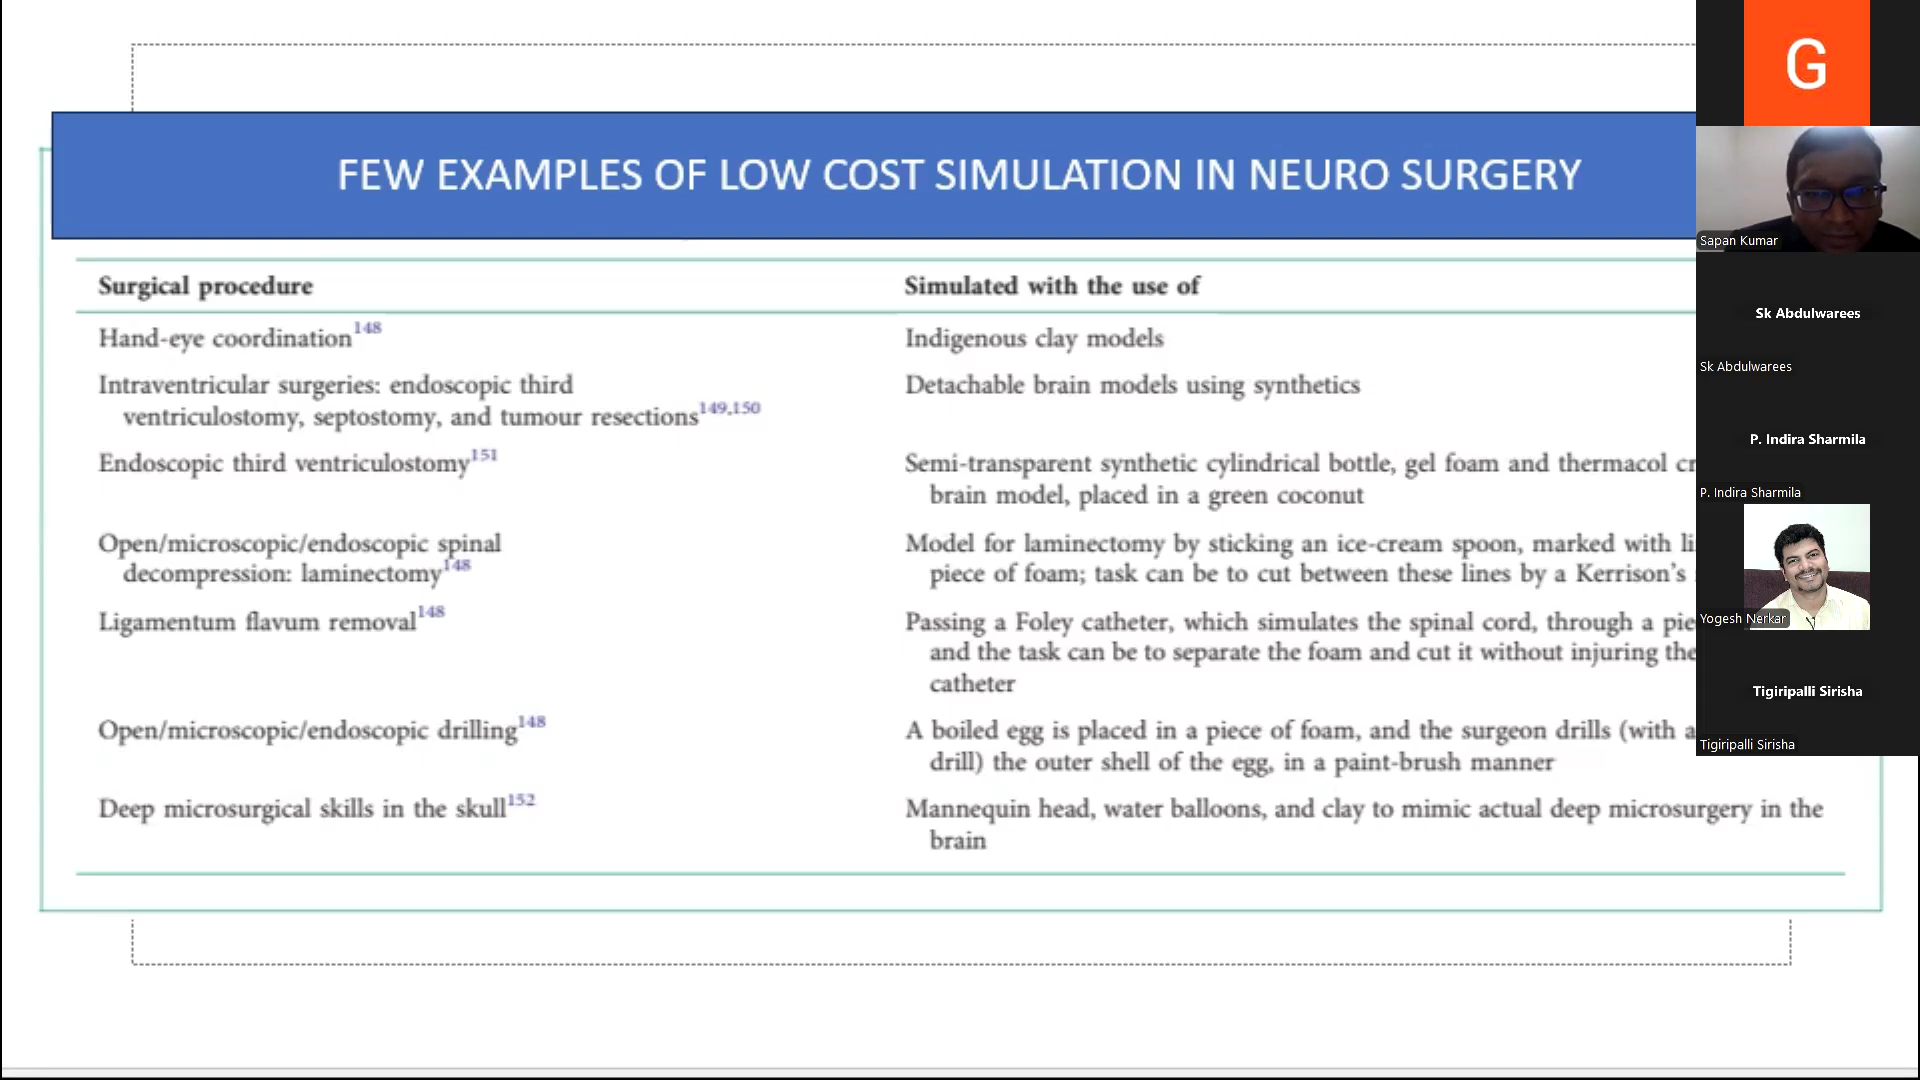 FEW EXAMPLES OF LOW COST SIMULATION IN NEURO SURGERY
Surgical procedure
Simulated with the use of
Hand-eye coordination148
Indigenous clay models
Intraventricular surgeries: endoscopic third
ventriculostomy, septostomy, and tumour resections149,150
Detachable brain models using synthetics
Endoscopic third ventriculostomy151
Semi-transparent synthetic cylindrical bottle, gel foam and thermacol
brain model, placed in a green coconut
Open/microscopic/endoscopic spinal
decompression: laminectomy148
Model for laminectomy by sticking an ice-cream spoon, marked with
piece of foam; task can be to cut between these lines by a Kerrison's
Ligamentum flavum removal148
Passing a Foley catheter, which simulates the spinal cord, through a
and the task can be to separate the foam and cut it without injuring the
catheter
Open/microscopic/endoscopic drilling148
A boiled egg is placed in a piece of foam, and the surgeon drills (with a
drill) the outer shell of the egg, in a paint-brush manner
Deep microsurgical skills in the skull152
Mannequin head, water balloons, and clay to mimic actual deep microsurgery in the
brain
G
Sapan Kumar
Sk Abdulwarees
Sk Abdulwarees
P. Indira Sharmila
P. Indira Sharmila
Yogesh Nerkar
Tigiripalli Sirisha
Tigiripalli Sirisha